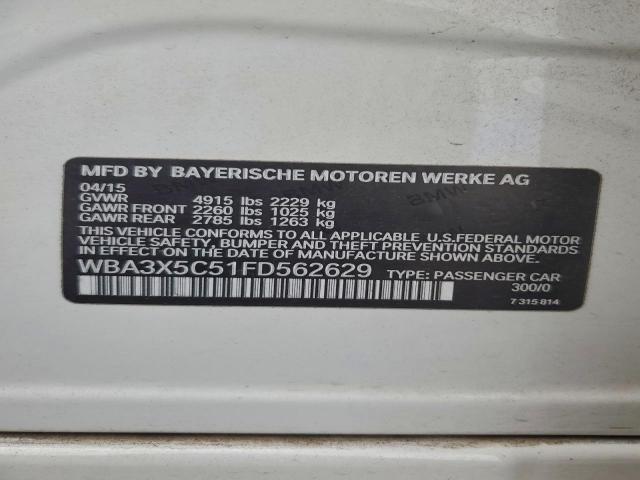 MFD BY BAYERISCHE MOTOREN WERKE AG
04/15
GVWR 4915 lbs 2229 kg
GAWR FRONT 2260 lbs 1025 kg
GAWR REAR 2785 lbs 1263 kg
THIS VEHICLE CONFORMS TO ALL APPLICABLE U.S.FEDERAL MOTOR
VEHICLE SAFETY, BUMPER AND THEFT PREVENTION STANDARDS
IN EFFECT ON THE DATE OF MANUFACTURE SHOWN ABOVE.
WBA3X5C51FD562629 TYPE: PASSENGER CAR
300/0
7 315 814